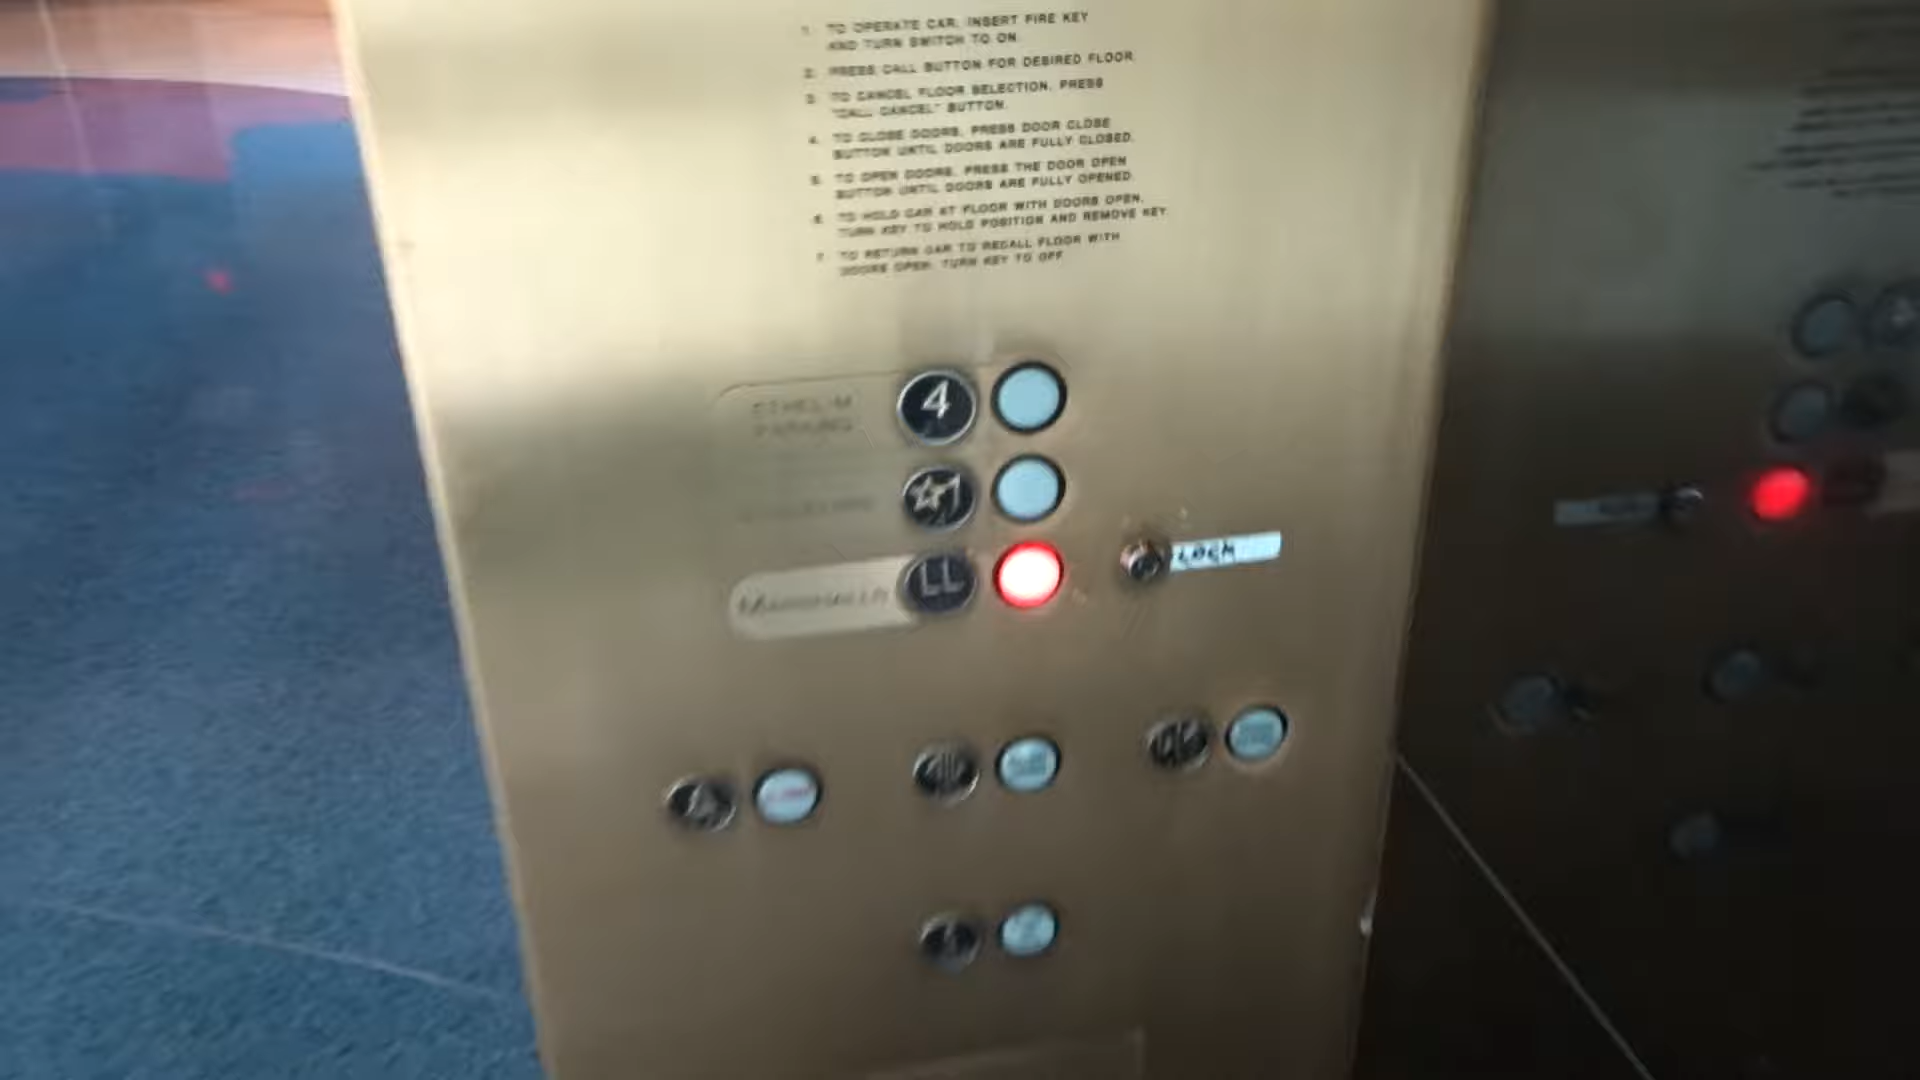 1. TO OPERATE CAR, INSERT FIRE KEY
AND TURN SWITCH TO ON.
2. PRESS CALL BUTTON FOR DESIRED FLOOR.
3. TO CANCEL FLOOR SELECTION, PRESS
"CALL CANCEL" BUTTON.
4. TO CLOSE DOORS, PRESS DOOR CLOSE
BUTTON UNTIL DOORS ARE FULLY CLOSED.
5. TO OPEN DOORS, PRESS THE DOOR OPEN
BUTTON UNTIL DOORS ARE FULLY OPENED.
6. TO HOLD CAR AT FLOOR WITH DOORS OPEN,
TURN KEY TO HOLD POSITION AND REMOVE KEY.
7. TO RETURN CAR TO RECALL FLOOR WITH
DOORS OPEN, TURN KEY TO OFF
4
PARKING
☆1
LL
LOCK